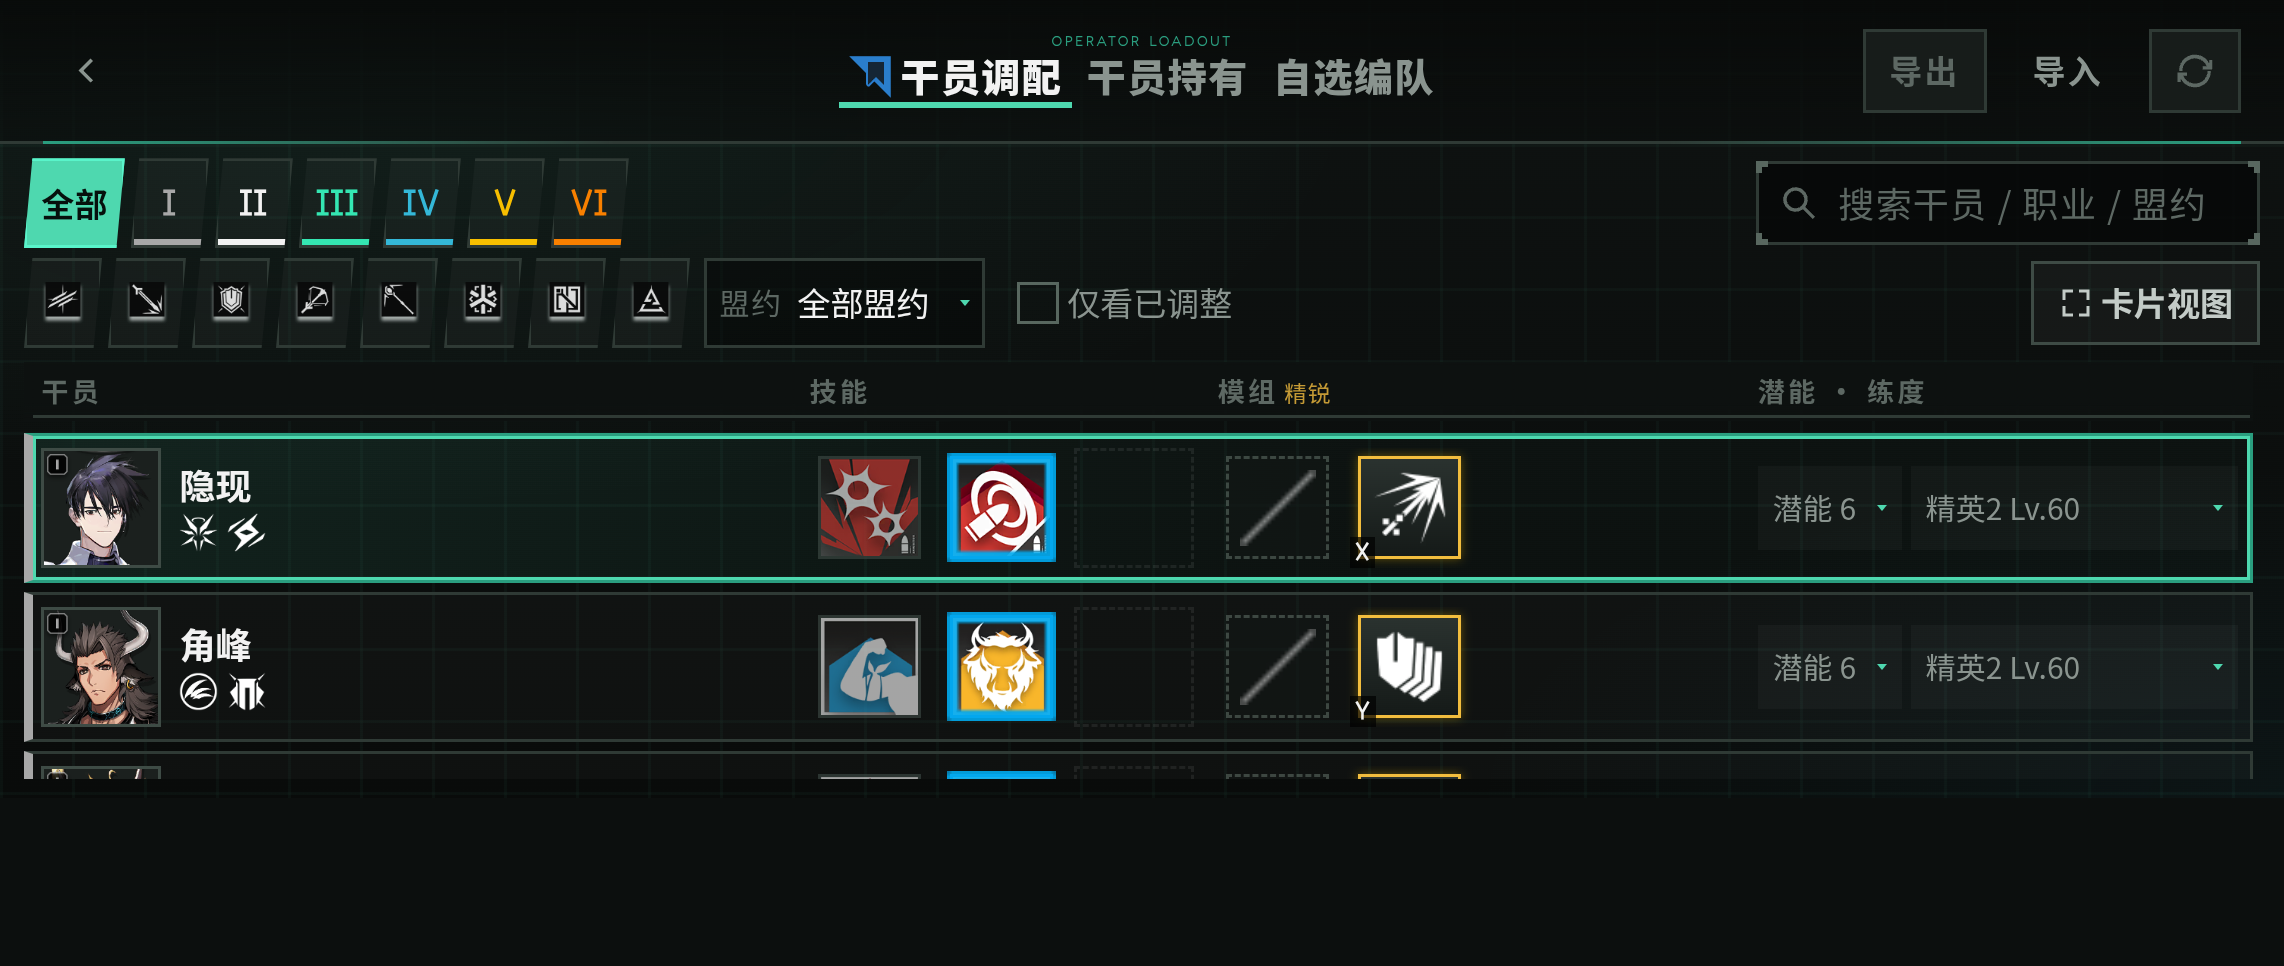 OPERATOR LOADOUT
干员调配 干员持有 自选编队
导出 导入
全部 I II III IV V VI
搜索干员 / 职业 / 盟约
盟约 全部盟约 仅看已调整
卡片视图
干员 技能 模组 精锐 潜能 · 练度
I
隐现
X
潜能 6 精英2 Lv.60
I
角峰
Y
潜能 6 精英2 Lv.60